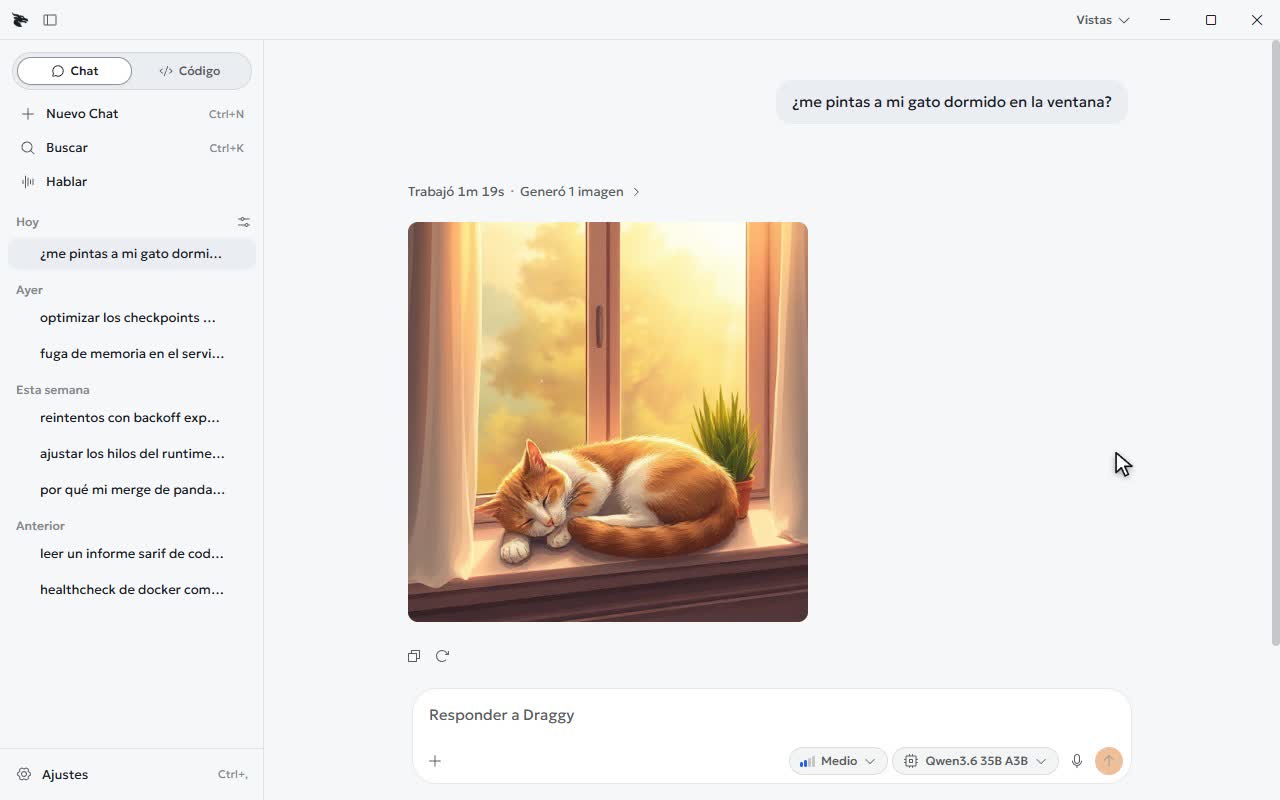 Vistas
Chat
Código
Nuevo Chat
Ctrl+N
Buscar
Ctrl+K
Hablar
Hoy
¿me pintas a mi gato dormi...
Ayer
optimizar los checkpoints ...
fuga de memoria en el servi...
Esta semana
reintentos con backoff exp...
ajustar los hilos del runtime...
por qué mi merge de panda...
Anterior
leer un informe sarif de cod...
healthcheck de docker com...
Ajustes
Ctrl+,
¿me pintas a mi gato dormido en la ventana?
Trabajó 1m 19s · Generó 1 imagen
Responder a Draggy
Medio
Qwen3.6 35B A3B